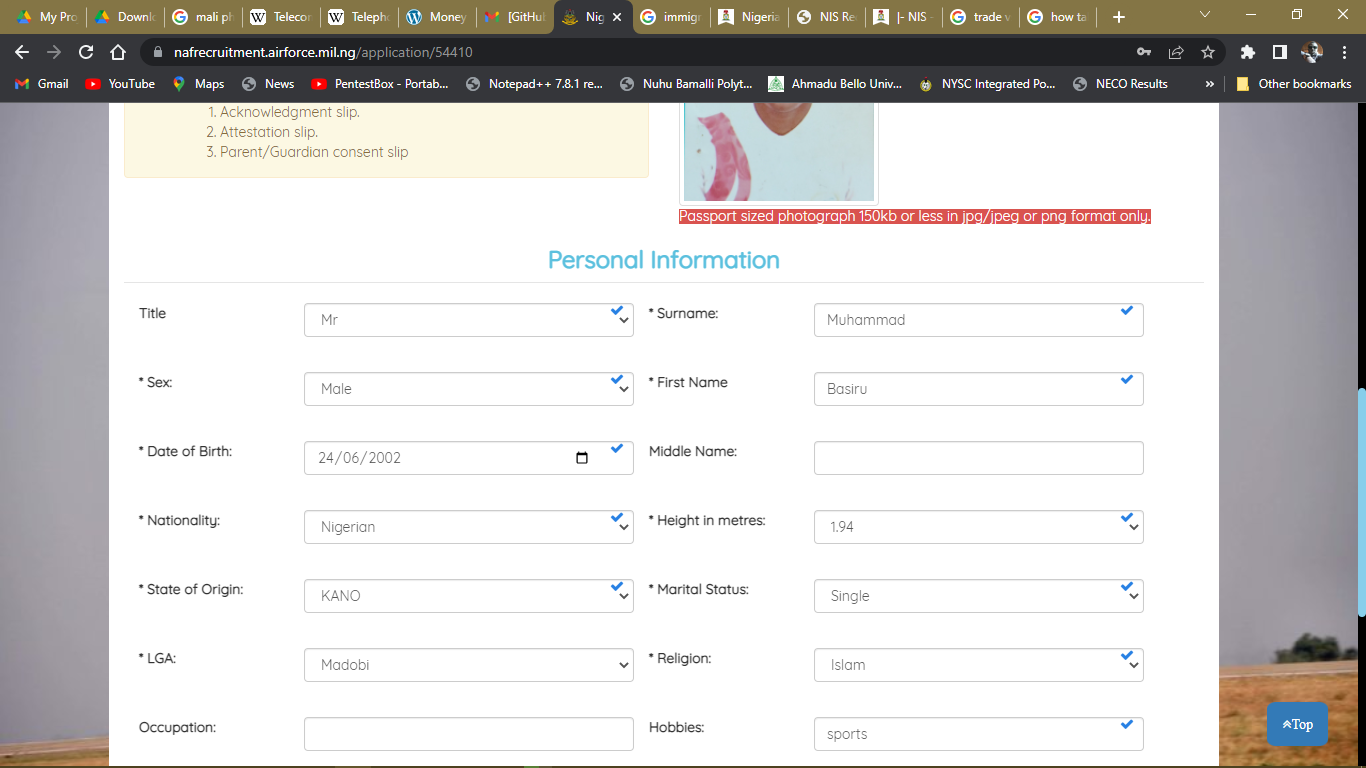 My Pro
Downl
mali ph
Telecor
Teleph
Money
[GitHu
Nig
immigr
Nigeria
NIS Re
|- NIS -
trade v
how ta
nafrecruitment.airforce.mil.ng/application/54410
Gmail YouTube Maps News PentestBox - Portab... Notepad++ 7.8.1 re... Nuhu Bamalli Polyt... Ahmadu Bello Univ... NYSC Integrated Po... NECO Results » Other bookmarks
1. Acknowledgment slip.
2. Attestation slip.
3. Parent/Guardian consent slip
Passport sized photograph 150kb or less in jpg/jpeg or png format only.
Personal Information
Title Mr * Surname: Muhammad
* Sex: Male * First Name Basiru
* Date of Birth: 24/06/2002 Middle Name:
* Nationality: Nigerian * Height in metres: 1.94
* State of Origin: KANO * Marital Status: Single
* LGA: Madobi * Religion: Islam
Occupation: Hobbies: sports
Top